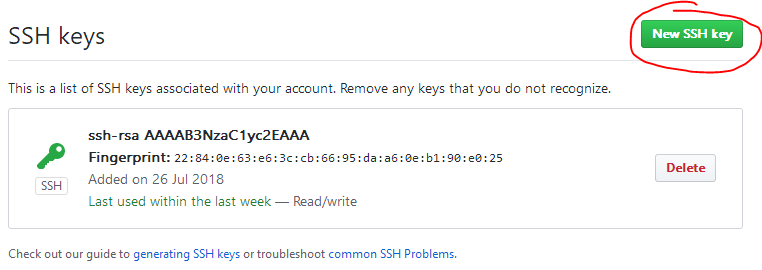 SSH keys
New SSH key
This is a list of SSH keys associated with your account. Remove any keys that you do not recognize.
ssh-rsa AAAAB3NzaC1yc2EAAA
Fingerprint: 22:84:0e:63:e6:3c:cb:66:95:da:a6:0e:b1:90:e0:25
Added on 26 Jul 2018
Last used within the last week — Read/write
SSH
Delete
Check out our guide to generating SSH keys or troubleshoot common SSH Problems.